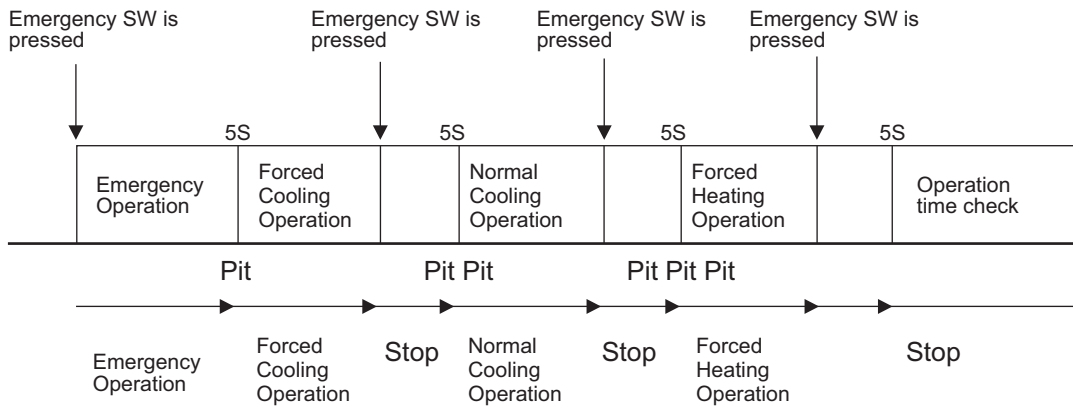 Emergency SW is
pressed
Emergency SW is
pressed
Emergency SW is
pressed
Emergency SW is
pressed
5S
5S
5S
5S
Emergency
Operation
Forced
Cooling
Operation
Normal
Cooling
Operation
Forced
Heating
Operation
Operation
time check
Pit
Pit Pit
Pit Pit Pit
Emergency
Operation
Forced
Cooling
Operation
Stop
Normal
Cooling
Operation
Stop
Forced
Heating
Operation
Stop